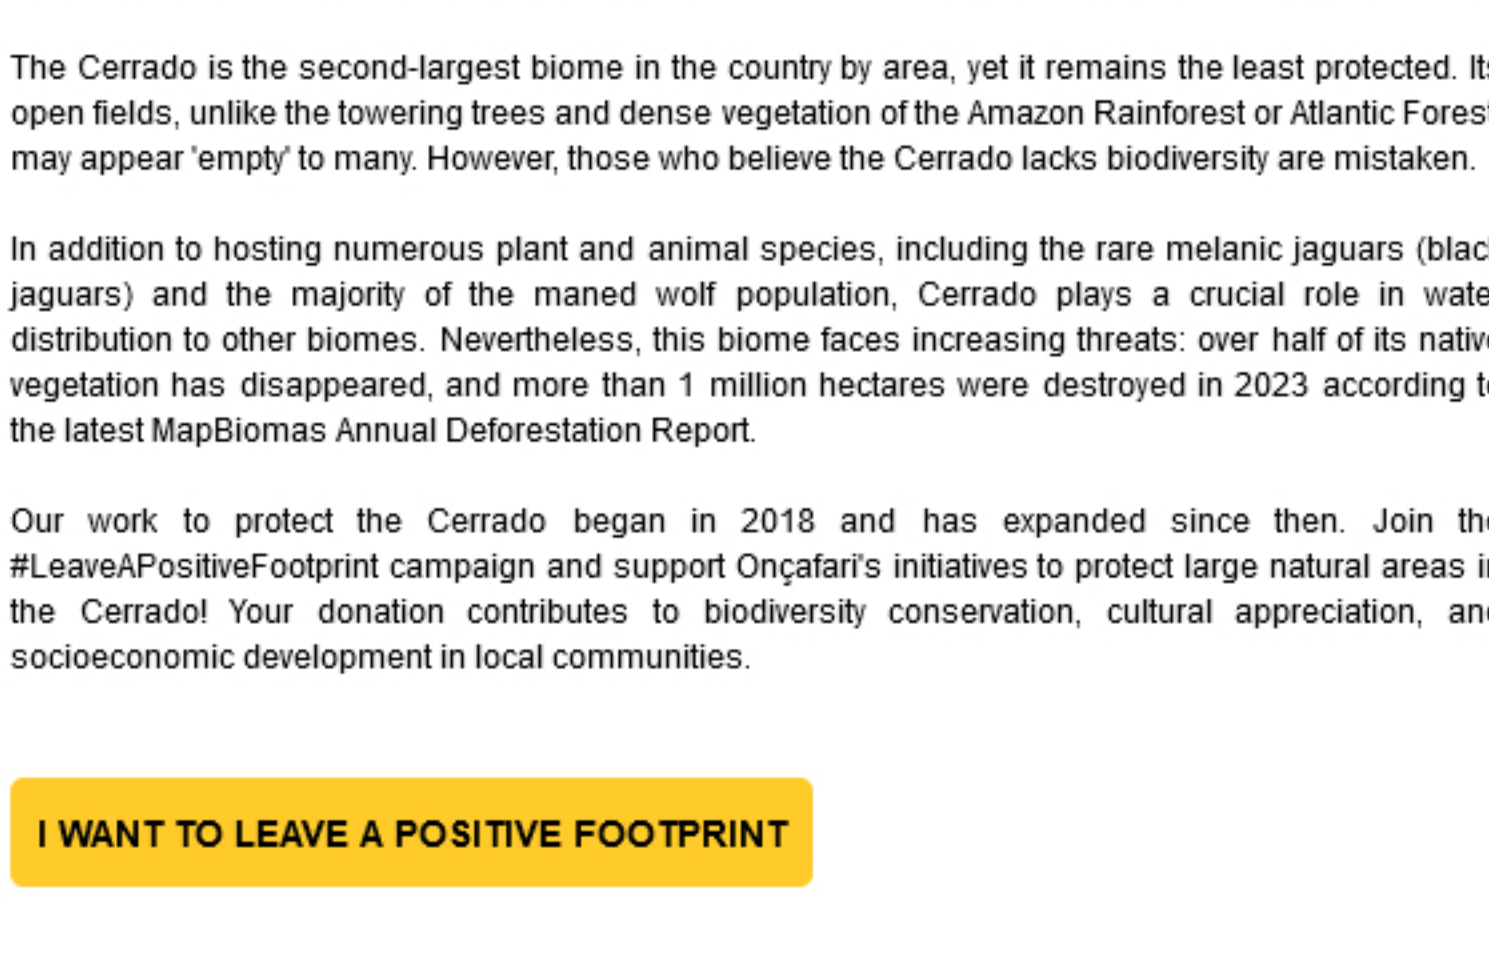 The Cerrado is the second-largest biome in the country by area, yet it remains the least protected. Its
open fields, unlike the towering trees and dense vegetation of the Amazon Rainforest or Atlantic Forest
may appear 'empty' to many. However, those who believe the Cerrado lacks biodiversity are mistaken.
In addition to hosting numerous plant and animal species, including the rare melanic jaguars (black
jaguars) and the majority of the maned wolf population, Cerrado plays a crucial role in water
distribution to other biomes. Nevertheless, this biome faces increasing threats: over half of its native
vegetation has disappeared, and more than 1 million hectares were destroyed in 2023 according to
the latest MapBiomas Annual Deforestation Report.
Our work to protect the Cerrado began in 2018 and has expanded since then. Join the
#LeaveAPositiveFootprint campaign and support Onçafari's initiatives to protect large natural areas in
the Cerrado! Your donation contributes to biodiversity conservation, cultural appreciation, and
socioeconomic development in local communities.
I WANT TO LEAVE A POSITIVE FOOTPRINT